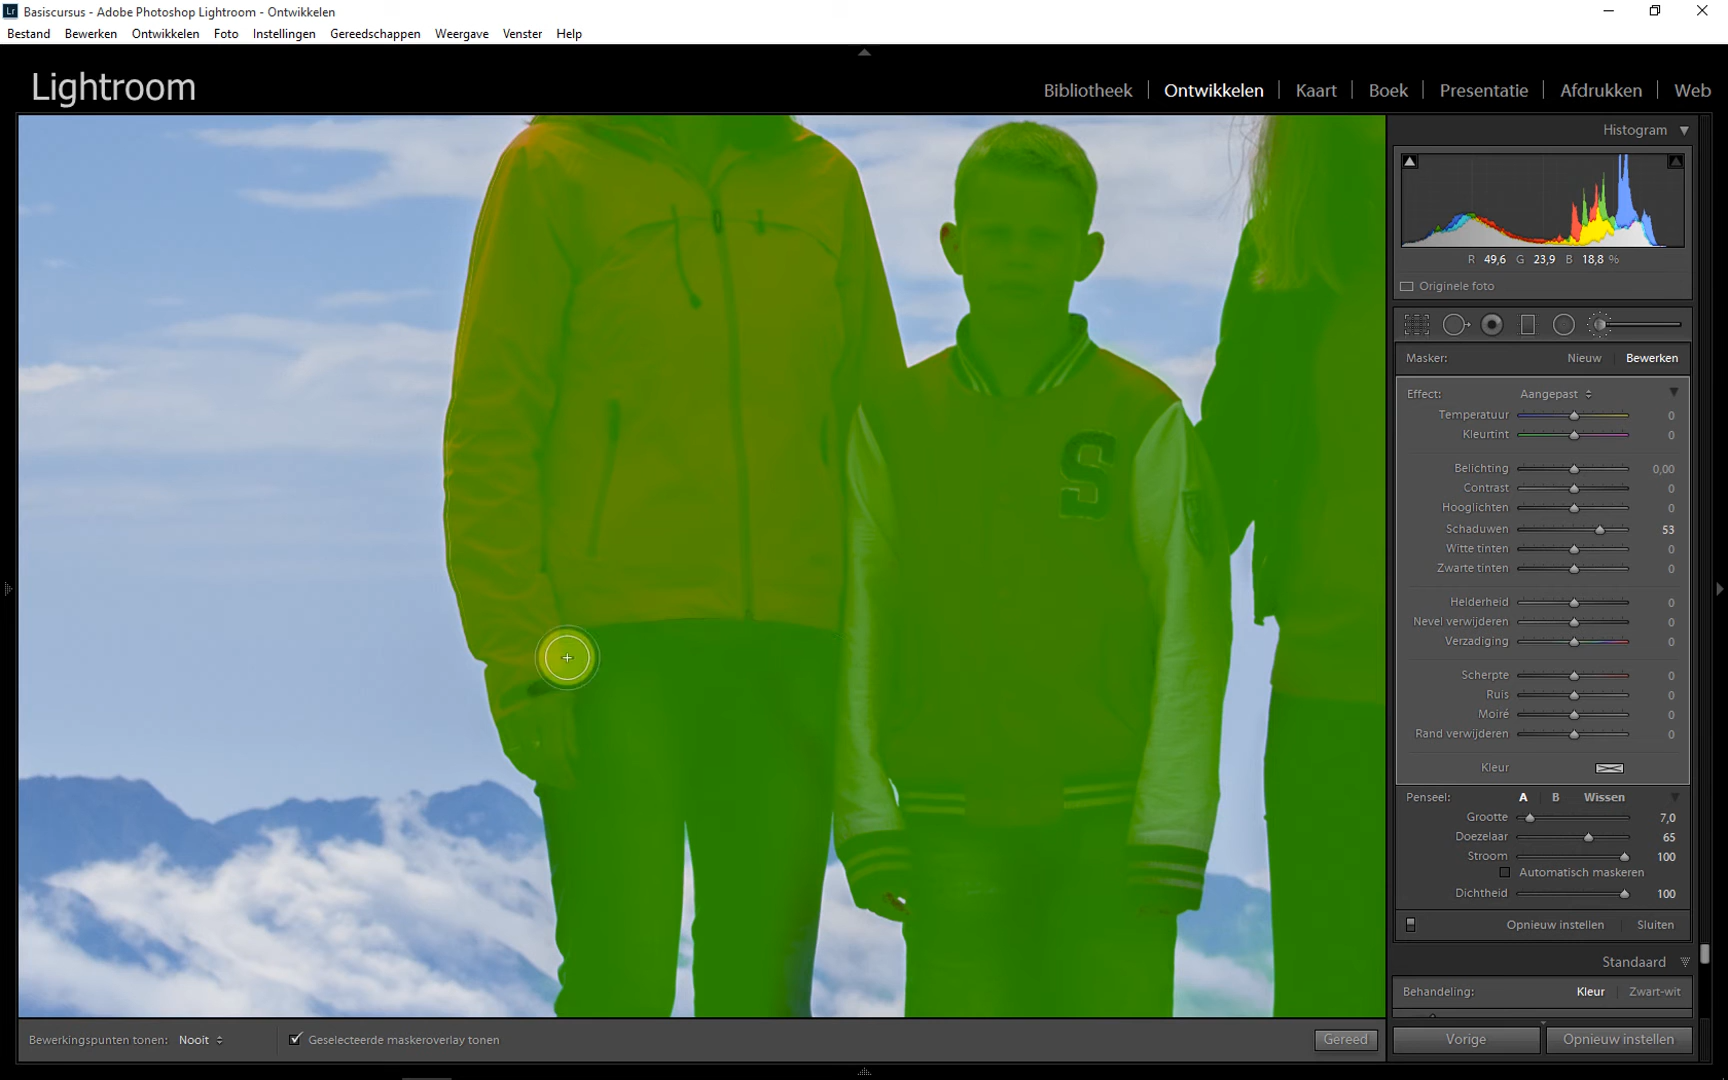 Basiscursus - Adobe Photoshop Lightroom - Ontwikkelen
Bestand Bewerken Ontwikkelen Foto Instellingen Gereedschappen Weergave Venster Help
Lightroom
Bibliotheek Ontwikkelen Kaart Boek Presentatie Afdrukken Web
Histogram
R 49,6 G 23,9 B 18,8 %
Originele foto
Masker: Nieuw Bewerken
Effect: Aangepast
Temperatuur 0
Kleurtint 0
Belichting 0,00
Contrast 0
Hooglichten 0
Schaduwen 53
Witte tinten 0
Zwarte tinten 0
Helderheid 0
Nevel verwijderen 0
Verzadiging 0
Scherpte 0
Ruis 0
Moiré 0
Rand verwijderen 0
Kleur
Penseel: A B Wissen
Grootte 7,0
Doezelaar 65
Stroom 100
Automatisch maskeren
Dichtheid 100
Opnieuw instellen Sluiten
Standaard
Behandeling: Kleur Zwart-wit
Bewerkingspunten tonen: Nooit Geselecteerde maskeroverlay tonen Gereed Vorige Opnieuw instellen
S